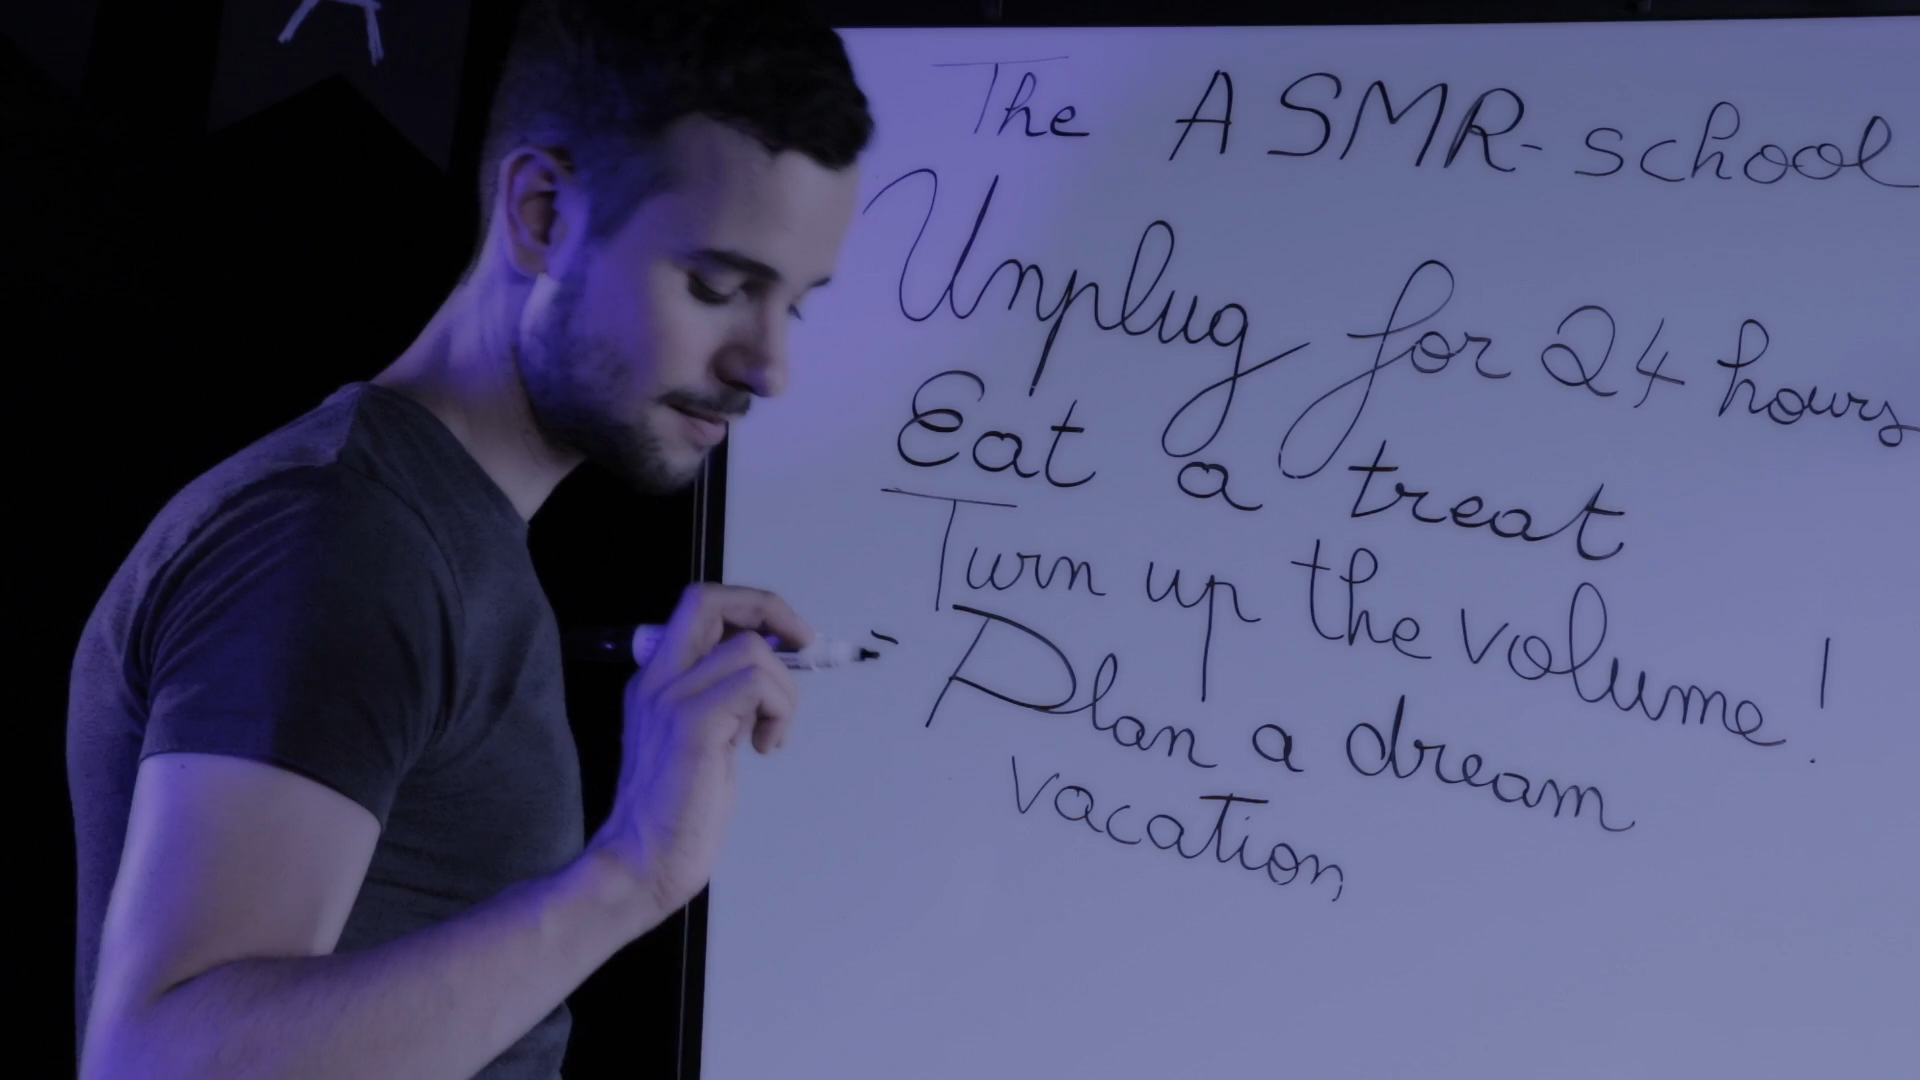 A
The ASMR-school
Unplug for 24 hours
Eat a treat
Turn up the volume!
Plan a dream
vacation